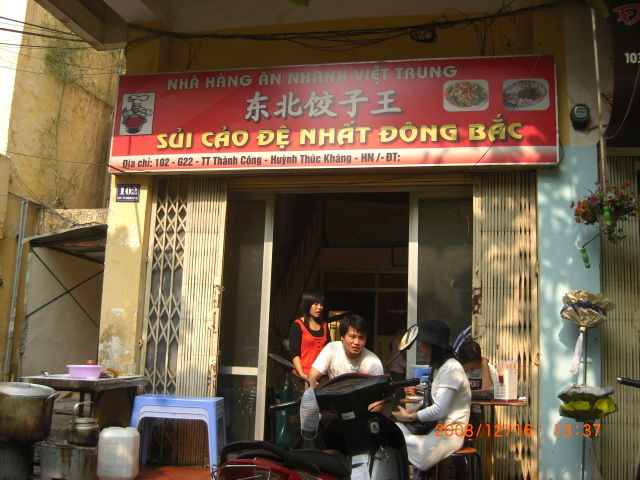 NHÀ HÀNG ĂN NHANH VIỆT TRUNG
东北饺子王
SỦI CẢO ĐỆ NHẤT ĐÔNG BẮC
Địa chỉ: 102 - G22 - TT Thành Công - Huỳnh Thúc Kháng - HN /- ĐT:
102
103
2008/12/16 13:37